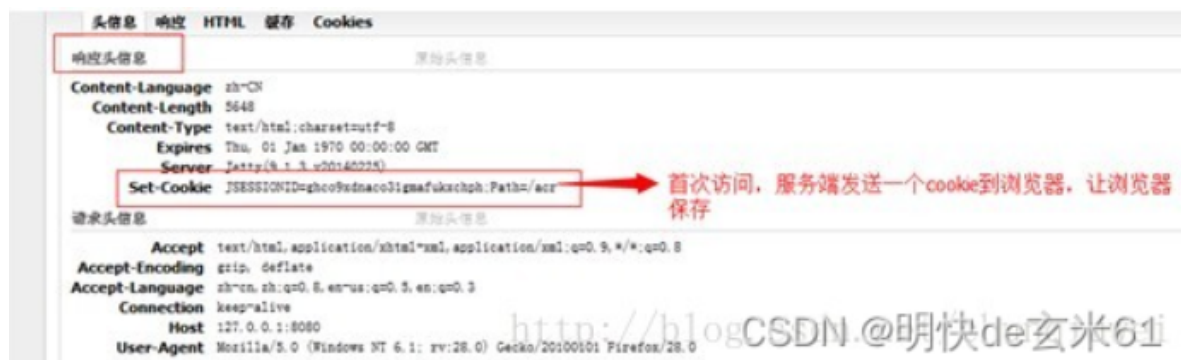 头信息 响应 HTML 缓存 Cookies
响应头信息 原始头信息
Content-Language zh-CN
Content-Length 5648
Content-Type text/html;charset=utf-8
Expires Thu, 01 Jan 1970 00:00:00 GMT
Server Jetty(9.1.3.v20140225)
Set-Cookie JSESSIONID=ghco9xdnaco31gmafukxchph;Path=/acr
首次访问，服务端发送一个cookie到浏览器，让浏览器
保存
请求头信息 原始头信息
Accept text/html,application/xhtml+xml,application/xml;q=0.9,*/*;q=0.8
Accept-Encoding gzip, deflate
Accept-Language zh-cn,zh;q=0.8,en-us;q=0.5,en;q=0.3
Connection keep-alive
Host 127.0.0.1:8080
User-Agent Mozilla/5.0 (Windows NT 6.1; rv:28.0) Gecko/20100101 Firefox/28.0
http://blog
CSDN @明快de玄米61